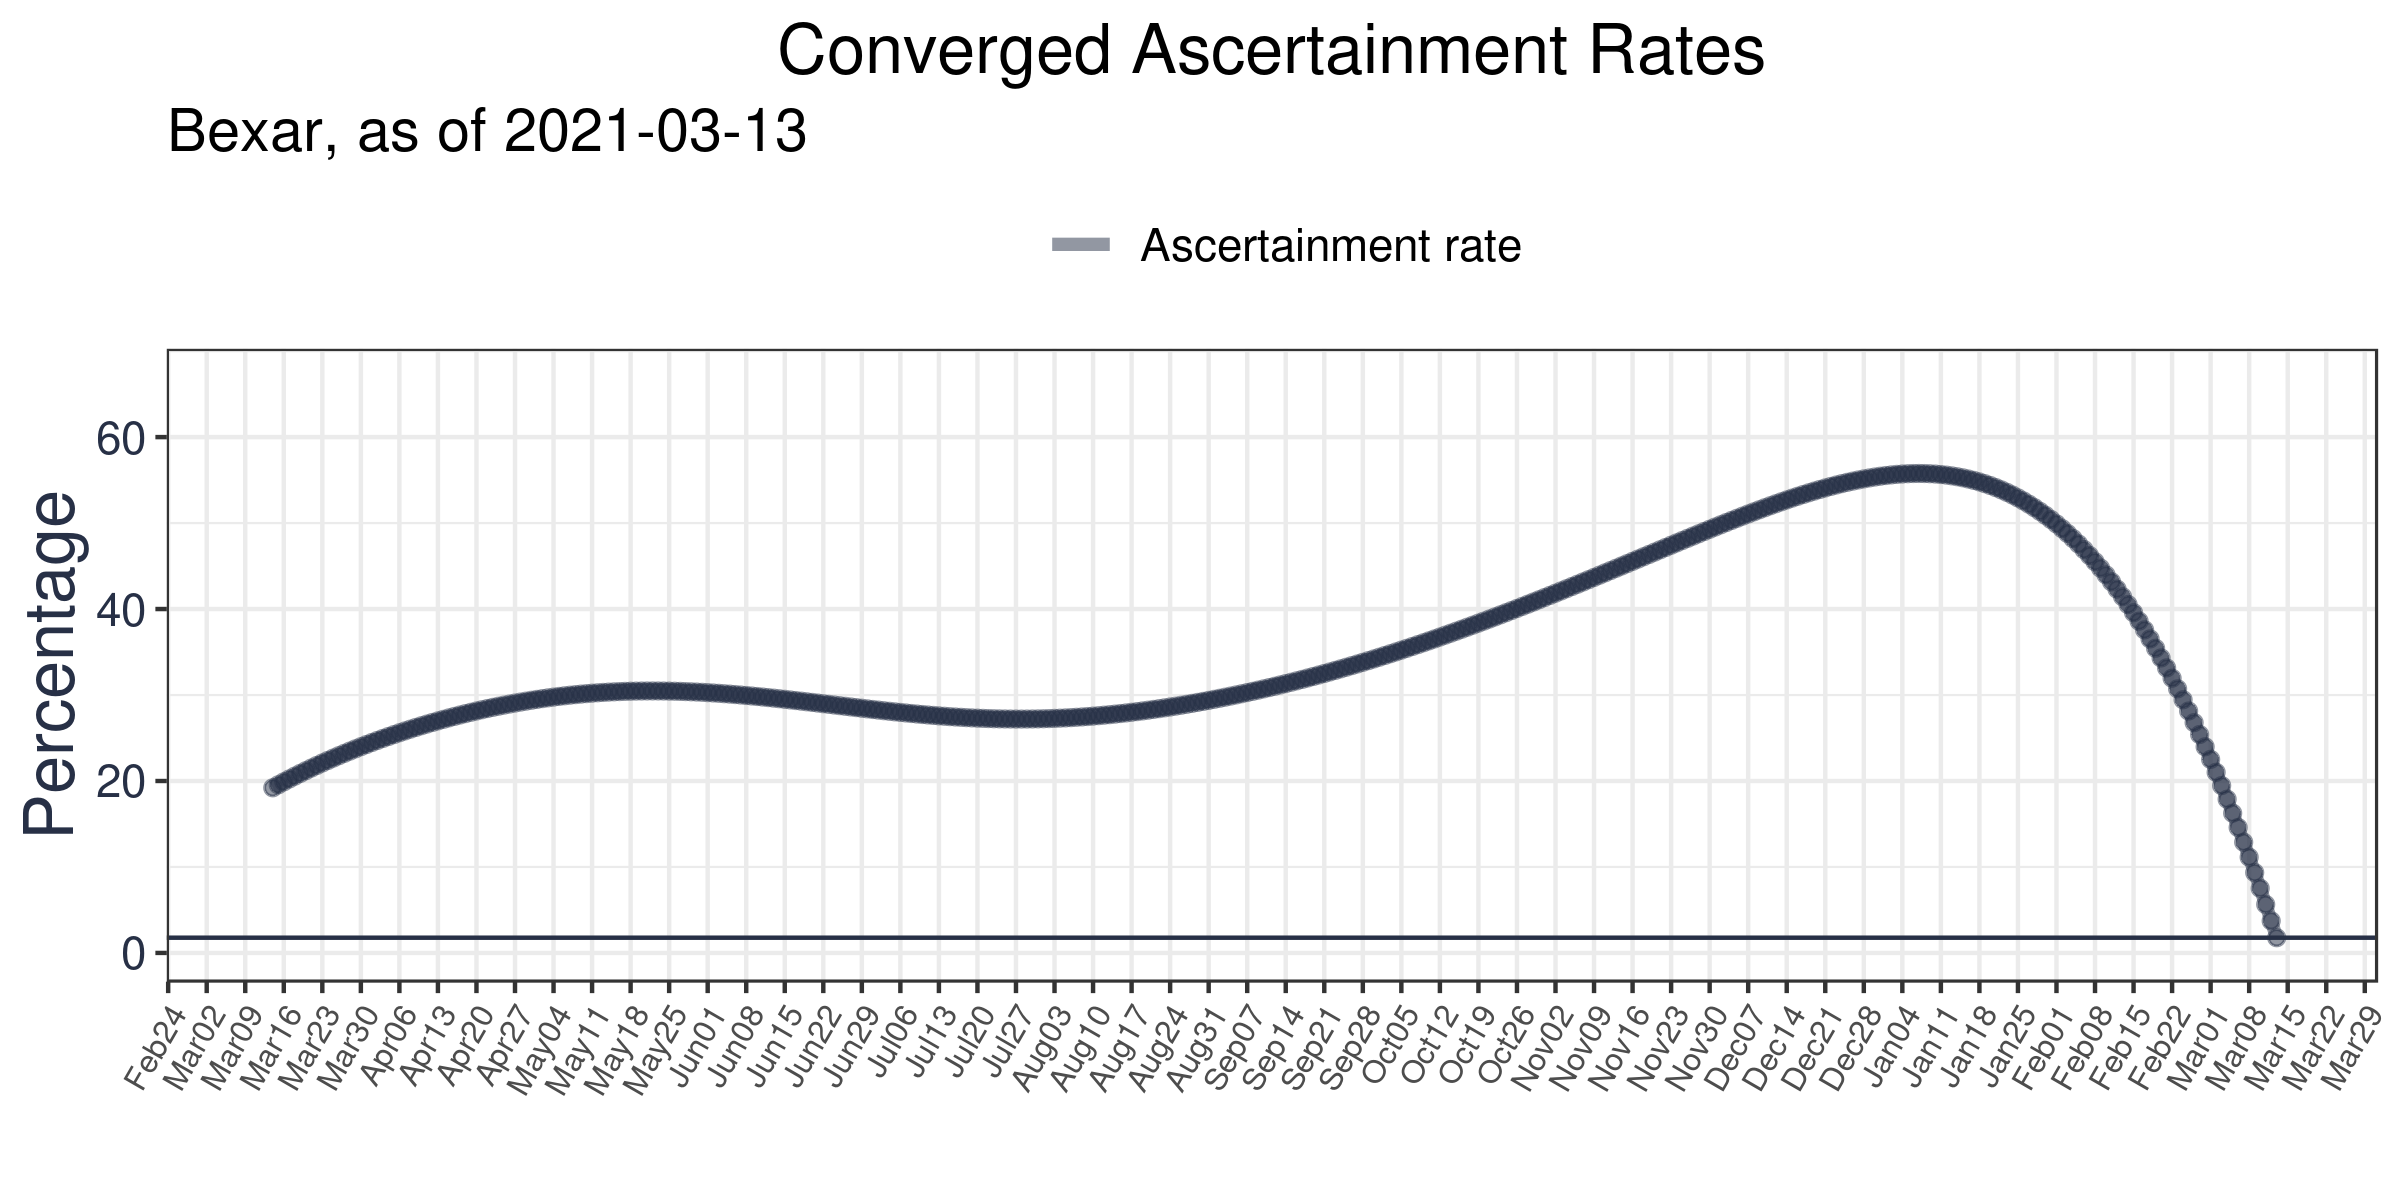 Converged Ascertainment Rates
Bexar, as of 2021-03-13
Ascertainment rate
Percentage
60
40
20
0
Feb24 Mar02 Mar09 Mar16 Mar23 Mar30 Apr06 Apr13 Apr20 Apr27 May04 May11 May18 May25 Jun01 Jun08 Jun15 Jun22 Jun29 Jul06 Jul13 Jul20 Jul27 Aug03 Aug10 Aug17 Aug24 Aug31 Sep07 Sep14 Sep21 Sep28 Oct05 Oct12 Oct19 Oct26 Nov02 Nov09 Nov16 Nov23 Nov30 Dec07 Dec14 Dec21 Dec28 Jan04 Jan11 Jan18 Jan25 Feb01 Feb08 Feb15 Feb22 Mar01 Mar08 Mar15 Mar22 Mar29